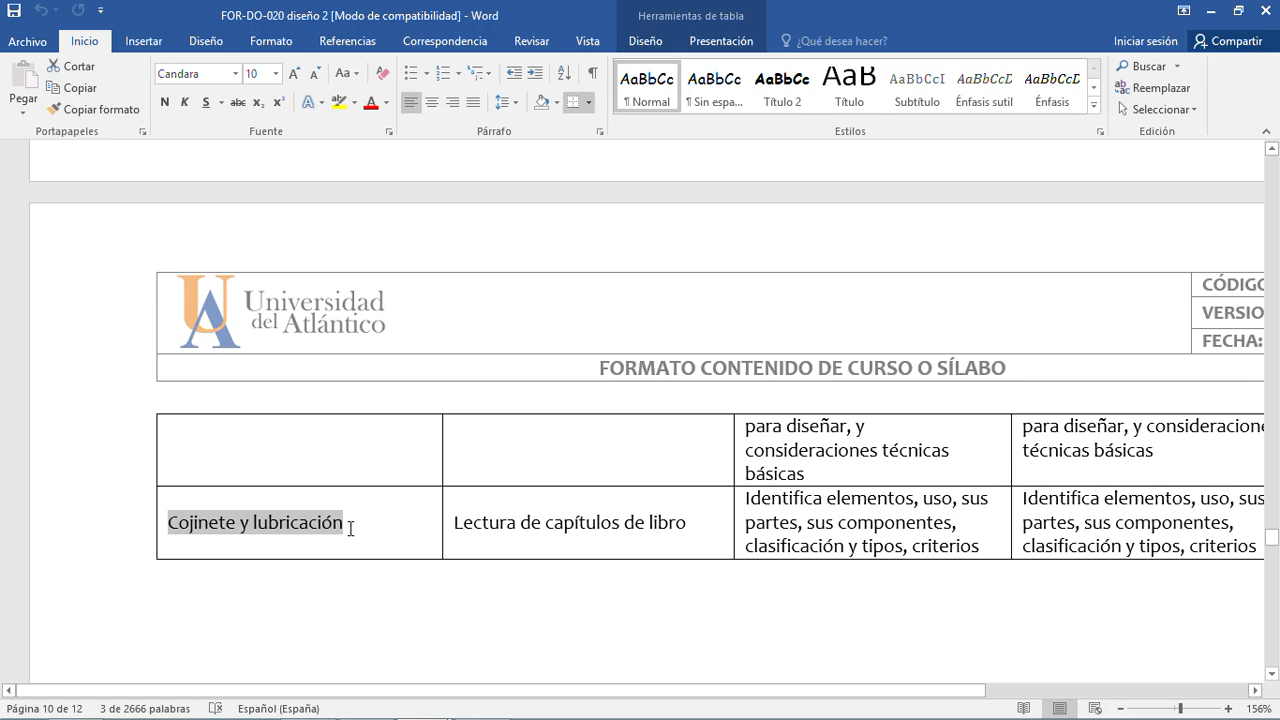 FOR-DO-020 diseño 2 [Modo de compatibilidad] - Word
Herramientas de tabla
Archivo Inicio Insertar Diseño Formato Referencias Correspondencia Revisar Vista Diseño Presentación ¿Qué desea hacer? Iniciar sesión Compartir
Pegar
Cortar
Copiar
Copiar formato
Portapapeles
Candara 10
Aa
N K S abc x₂ x² A A
Fuente
Párrafo
AaBbCc AaBbCc AaBbCc AaB AaBbCcI AaBbCcL AaBbCcL
¶ Normal ¶ Sin espa... Título 2 Título Subtítulo Énfasis sutil Énfasis
Estilos
Buscar
Reemplazar
Seleccionar
Edición
Universidad
del Atlántico
CÓDIGO
VERSIO
FECHA:
FORMATO CONTENIDO DE CURSO O SÍLABO
para diseñar, y
consideraciones técnicas
básicas
para diseñar, y consideracione
técnicas básicas
Cojinete y lubricación
Lectura de capítulos de libro
Identifica elementos, uso, sus
partes, sus componentes,
clasificación y tipos, criterios
Identifica elementos, uso, sus
partes, sus componentes,
clasificación y tipos, criterios
Página 10 de 12 3 de 2666 palabras Español (España) 156%